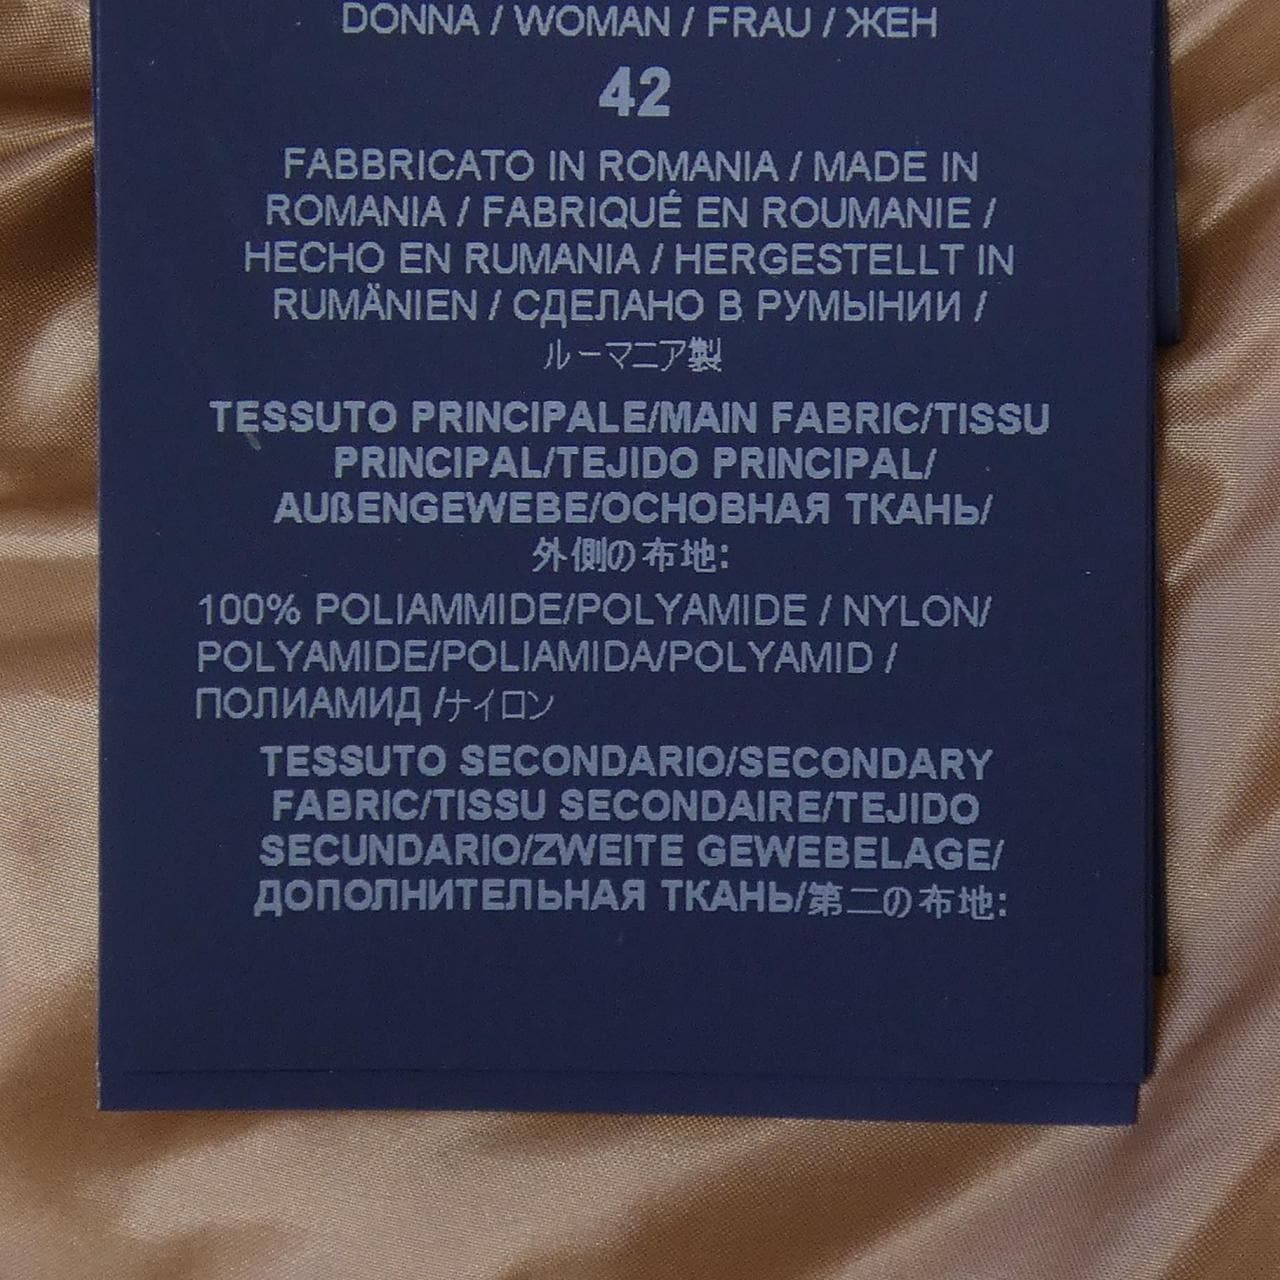 DONNA / WOMAN / FRAU / ЖЕН
42
FABBRICATO IN ROMANIA / MADE IN
ROMANIA / FABRIQUÉ EN ROUMANIE /
HECHO EN RUMANIA / HERGESTELLT IN
RUMÄNIEN / СДЕЛАНО В РУМЫНИИ /
ルーマニア製
TESSUTO PRINCIPALE/MAIN FABRIC/TISSU
PRINCIPAL/TEJIDO PRINCIPAL/
AUßENGEWEBE/ОСНОВНАЯ ТКАНЬ/
外側の布地:
100% POLIAMMIDE/POLYAMIDE / NYLON/
POLYAMIDE/POLIAMIDA/POLYAMID /
ПОЛИАМИД /ナイロン
TESSUTO SECONDARIO/SECONDARY
FABRIC/TISSU SECONDAIRE/TEJIDO
SECUNDARIO/ZWEITE GEWEBELAGE/
ДОПОЛНИТЕЛЬНАЯ ТКАНЬ/第二の布地: